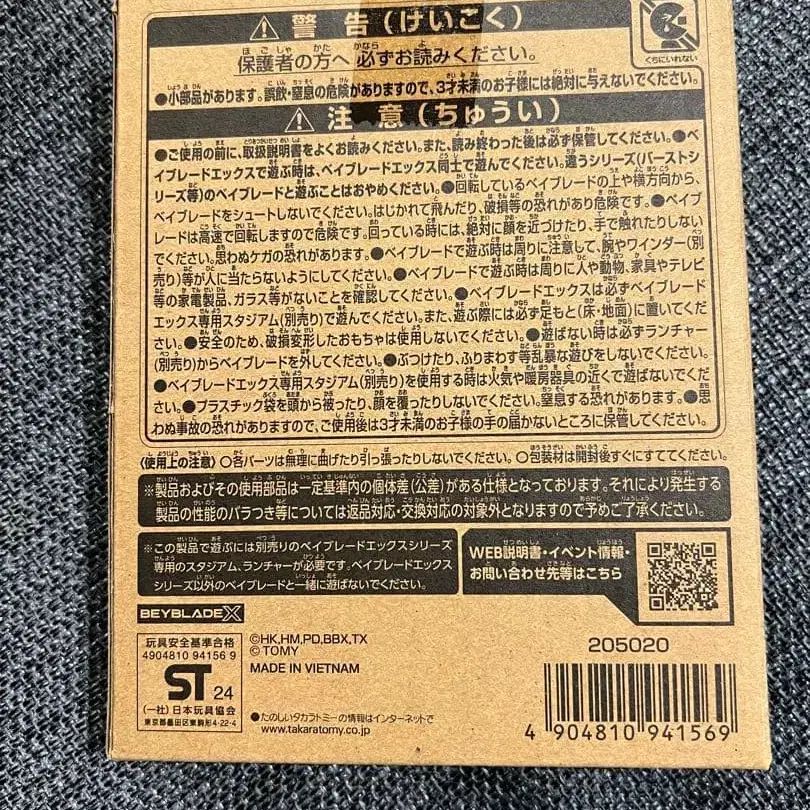 ⚠ 警告(けいこく)
保護者の方へ 必ずお読みください。
くちにいれない
●小部品があります。誤飲・窒息の危険がありますので、3才未満のお子様には絶対に与えないでください。
⚠ 注意(ちゅうい)
●ご使用の前に、取扱説明書をよくお読みください。また、読み終わった後は必ず保管してください。●ベ
イブレードエックスで遊ぶ時は、ベイブレードエックス同士で遊んでください。違うシリーズ(バーストシ
リーズ等)のベイブレードと遊ぶことはおやめください。●回転しているベイブレードの上や横方向から、
ベイブレードをシュートしないでください。はじかれて飛んだり、破損等の恐れがあり危険です。●ベイブ
レードは高速で回転しますので危険です。回っている時には、絶対に顔を近づけたり、手で触れたりしない
でください。思わぬケガの恐れがあります。●ベイブレードで遊ぶ時は周りに注意して、腕やワインダー(別
売り)等が人に当たらないようにしてください。●ベイブレードで遊ぶ時は周りに人や動物、家具やテレビ
等の家電製品、ガラス等がないことを確認してください。●ベイブレードエックスは必ずベイブレード
エックス専用スタジアム(別売り)で遊んでください。また、遊ぶ際には必ず足もと(床・地面)に置いてくだ
さい。●安全のため、破損変形したおもちゃは使用しないでください。●遊ばない時は必ずランチャー
(別売り)からベイブレードを外してください。●ぶつけたり、ふりまわす等乱暴な遊びをしないでください。
●ベイブレードエックス専用スタジアム(別売り)を使用する時は火気や暖房器具の近くで遊ばないでくだ
さい。●プラスチック袋を頭から被ったり、顔を覆ったりしないでください。窒息する恐れがあります。●思
わぬ事故の恐れがありますので、ご使用後は3才未満のお子様の手の届かないところに保管してください。
〈使用上の注意〉○各パーツは無理に曲げたり引っ張ったりしないでください。○包装材は開封後すぐにすててください。
※製品およびその使用部品は一定基準内の個体差(公差)がある仕様となっております。それにより発生する
製品の性能のバラつき等については返品対応・交換対応の対象外となりますので予めご了承ください。
※この製品で遊ぶには別売りのベイブレードエックスシリーズ
専用のスタジアム、ランチャーが必要です。ベイブレードエックス
シリーズ以外のベイブレードと一緒に遊ばないでください。
WEB説明書・イベント情報・
お問い合わせ先等はこちら
BEYBLADE X
玩具安全基準合格
4904810 94156 9
ST 24
(一社)日本玩具協会
東京都墨田区東駒形4-22-4
©HK,HM,PD,BBX,TX
© TOMY
MADE IN VIETNAM
●たのしいタカラトミーの情報はインターネットで
www.takaratomy.co.jp
205020
4 904810 941569